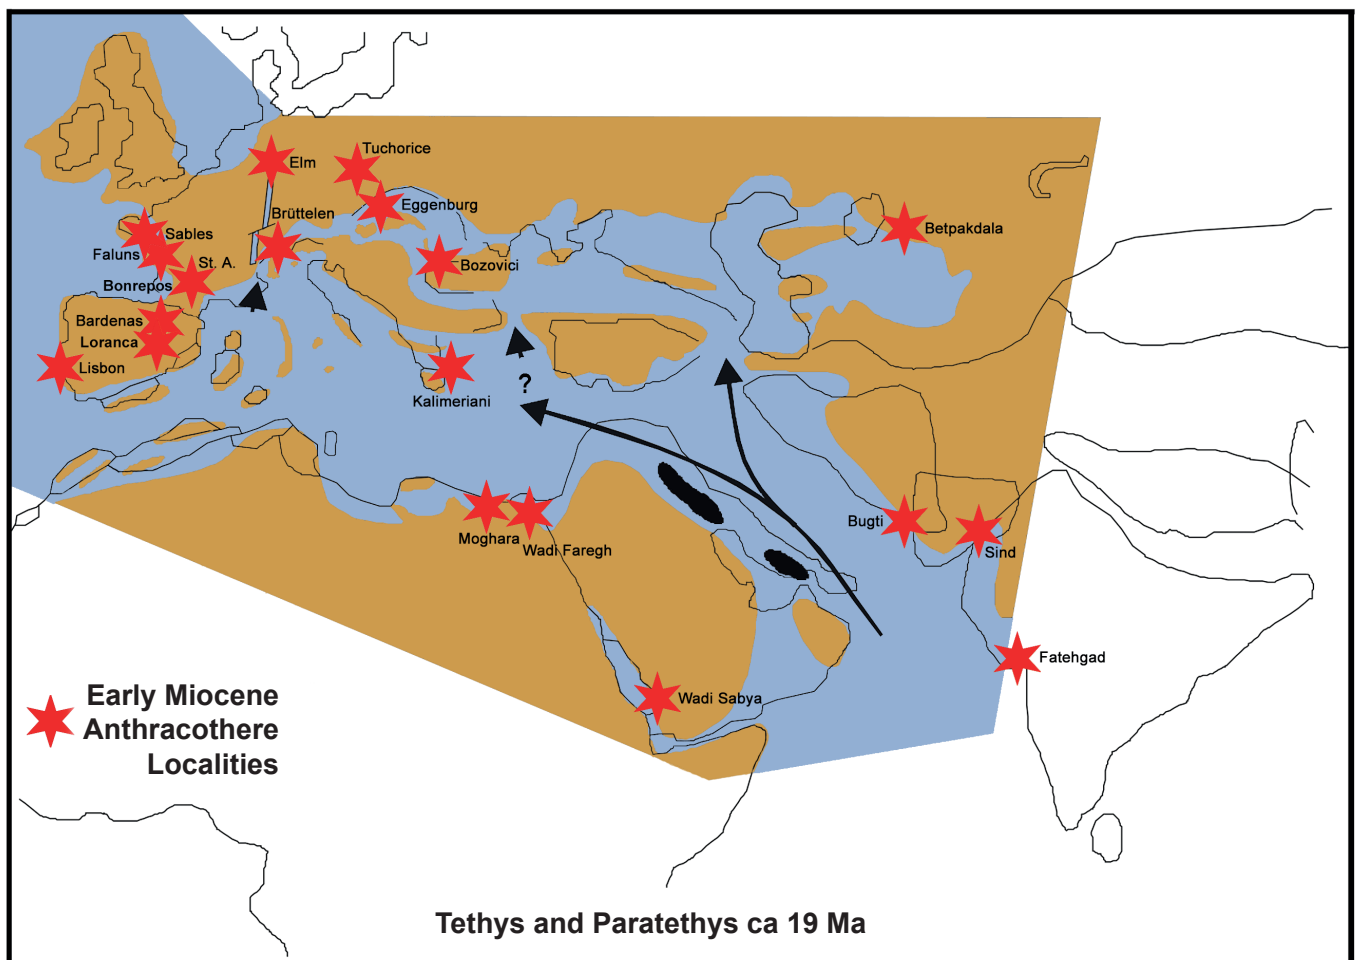 Tuchorice
Elm
Eggenburg
Brüttelen
Sables
Betpakdala
Faluns
St. A.
Bozovici
Bonrepos
Bardenas
Loranca
Lisbon
?
Kalimeriani
Moghara
Wadi Faregh
Bugti
Sind
Fatehgad
Wadi Sabya
Early Miocene
Anthracothere
Localities
Tethys and Paratethys ca 19 Ma